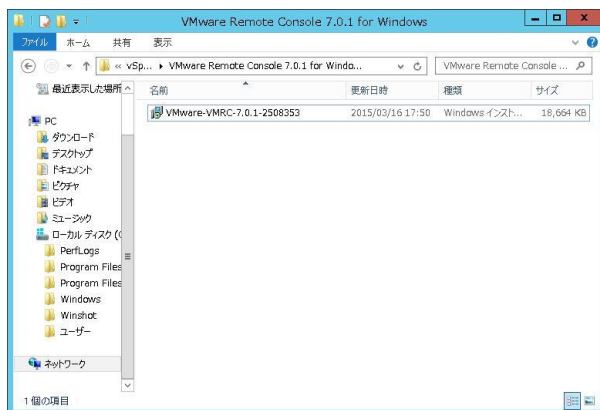 VMware Remote Console 7.0.1 for Windows
ファイル ホーム 共有 表示
« vSp... VMware Remote Console 7.0.1 for Windo... VMware Remote Console ...
最近表示した場所 名前 更新日時 種類 サイズ
VMware-VMRC-7.0.1-2508353 2015/03/16 17:50 Windows インスト... 18,664 KB
PC
ダウンロード
デスクトップ
ドキュメント
ピクチャ
ビデオ
ミュージック
ローカル ディスク (C
PerfLogs
Program Files
Program Files
Windows
Winshot
ユーザー
ネットワーク
1 個の項目